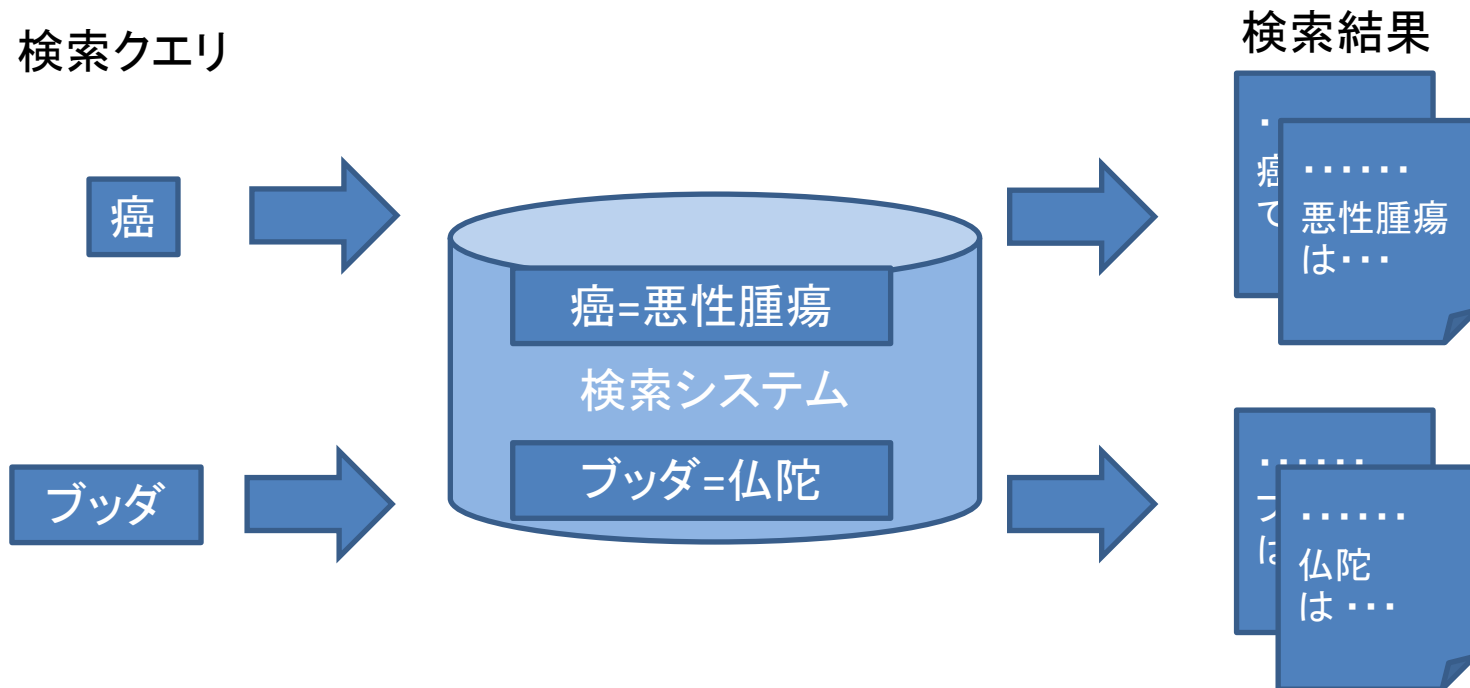 検索クエリ
検索結果
癌
癌=悪性腫瘍
検索システム
ブッダ=仏陀
ブッダ
・・・・・・
悪性腫瘍
は・・・
・・・・・・
仏陀
は ・・・